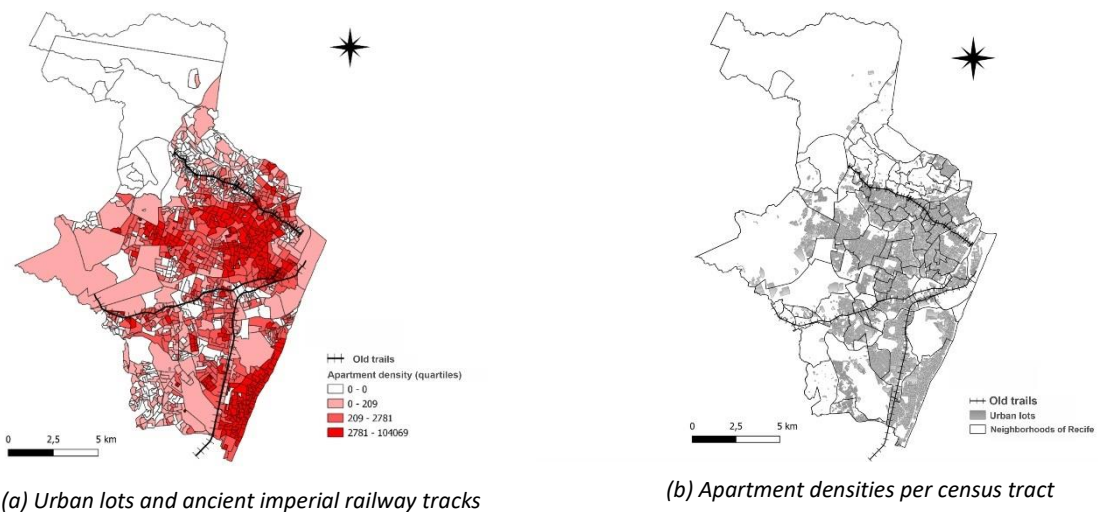 Old trails
Apartment density (quartiles)
0 - 0
0 - 209
209 - 2781
2781 - 104069
0 2,5 5 km
(a) Urban lots and ancient imperial railway tracks
Old trails
Urban lots
Neighborhoods of Recife
0 2,5 5 km
(b) Apartment densities per census tract